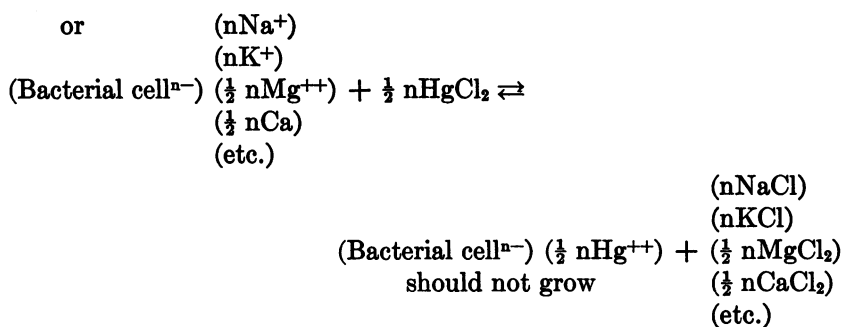 or (nNa⁺)
(nK⁺)
(Bacterial cellⁿ⁻) (½ nMg⁺⁺) + ½ nHgCl₂ ⇄
(½ nCa)
(etc.)
(nNaCl)
(nKCl)
(Bacterial cellⁿ⁻) (½ nHg⁺⁺) + (½ nMgCl₂)
should not grow (½ nCaCl₂)
(etc.)